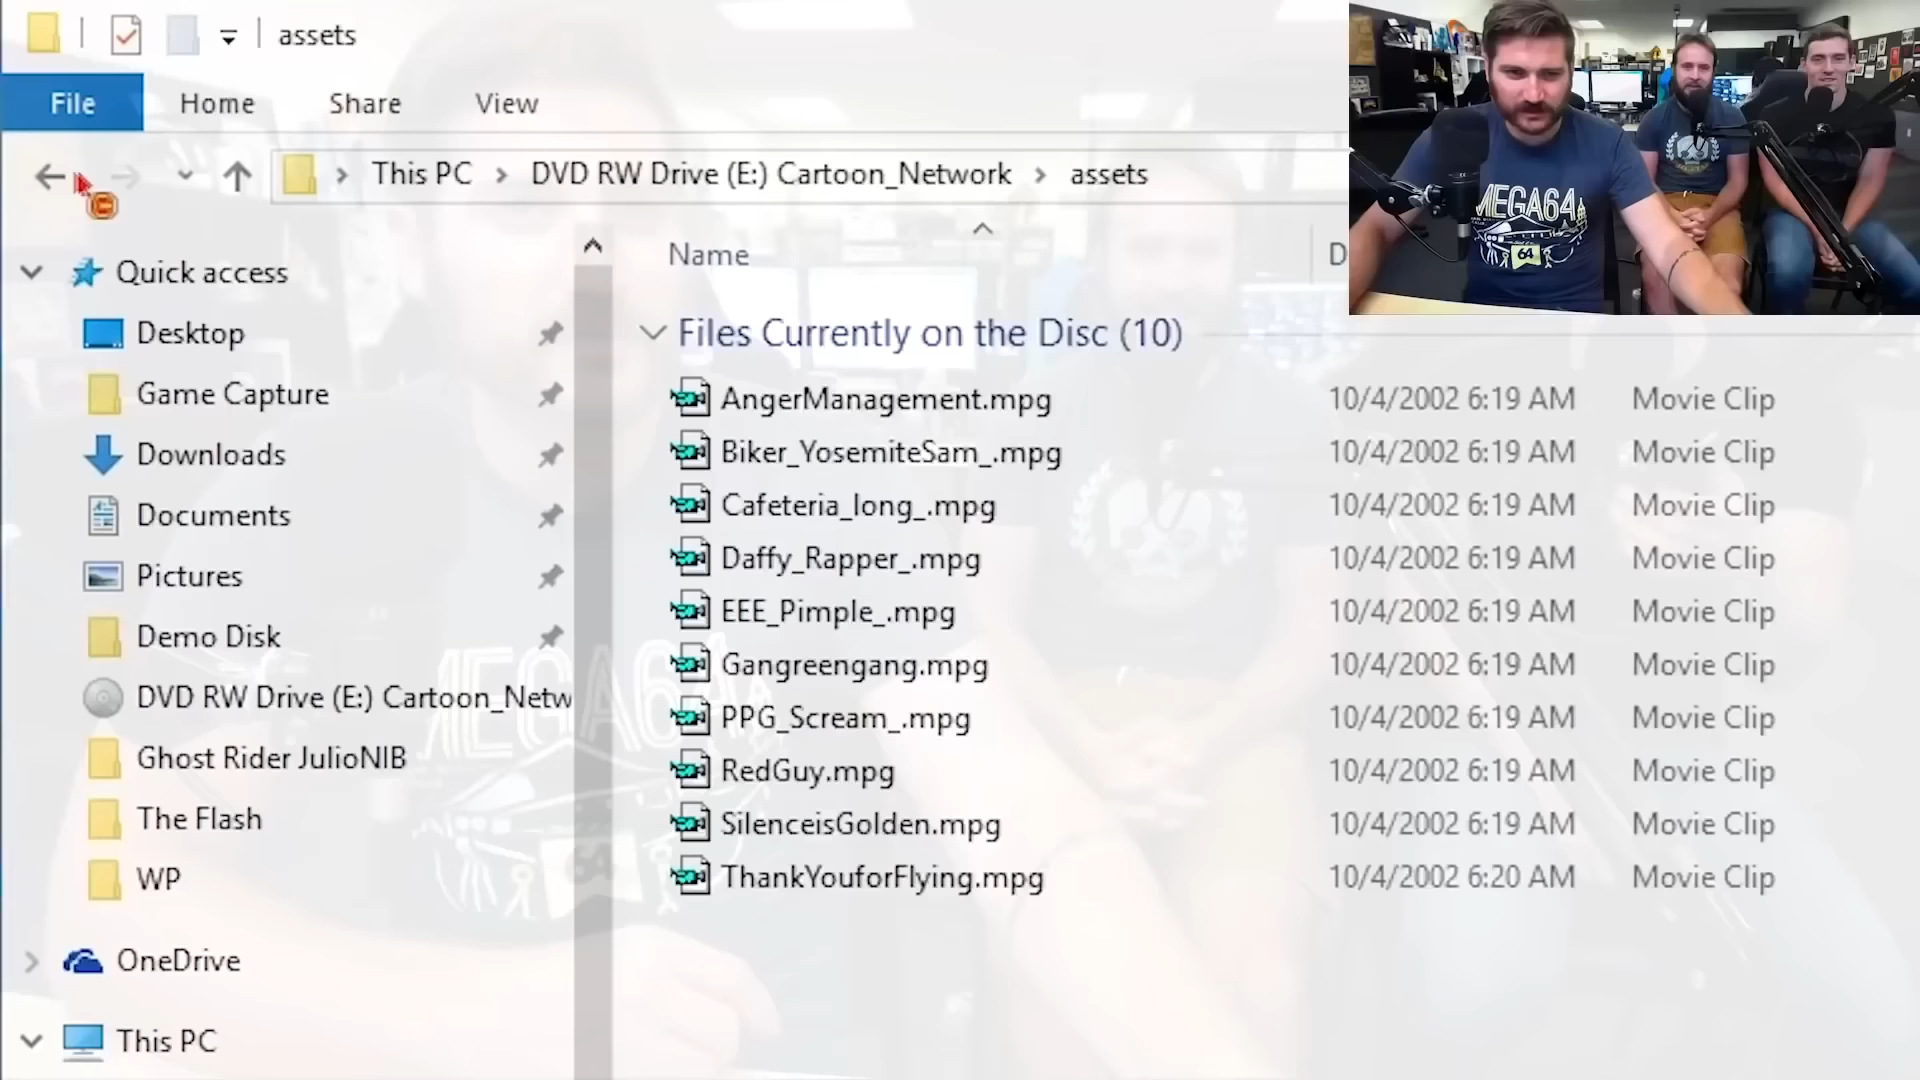 assets
File Home Share View
This PC DVD RW Drive (E:) Cartoon_Network assets
Quick access
Desktop
Game Capture
Downloads
Documents
Pictures
Demo Disk
DVD RW Drive (E:) Cartoon_Netw
Ghost Rider JulioNIB
The Flash
WP
OneDrive
This PC
Name D
Files Currently on the Disc (10)
AngerManagement.mpg 10/4/2002 6:19 AM Movie Clip
Biker_YosemiteSam_.mpg 10/4/2002 6:19 AM Movie Clip
Cafeteria_long_.mpg 10/4/2002 6:19 AM Movie Clip
Daffy_Rapper_.mpg 10/4/2002 6:19 AM Movie Clip
EEE_Pimple_.mpg 10/4/2002 6:19 AM Movie Clip
Gangreengang.mpg 10/4/2002 6:19 AM Movie Clip
PPG_Scream_.mpg 10/4/2002 6:19 AM Movie Clip
RedGuy.mpg 10/4/2002 6:19 AM Movie Clip
SilenceisGolden.mpg 10/4/2002 6:19 AM Movie Clip
ThankYouforFlying.mpg 10/4/2002 6:20 AM Movie Clip
MEGA64
64
MEGA64
64